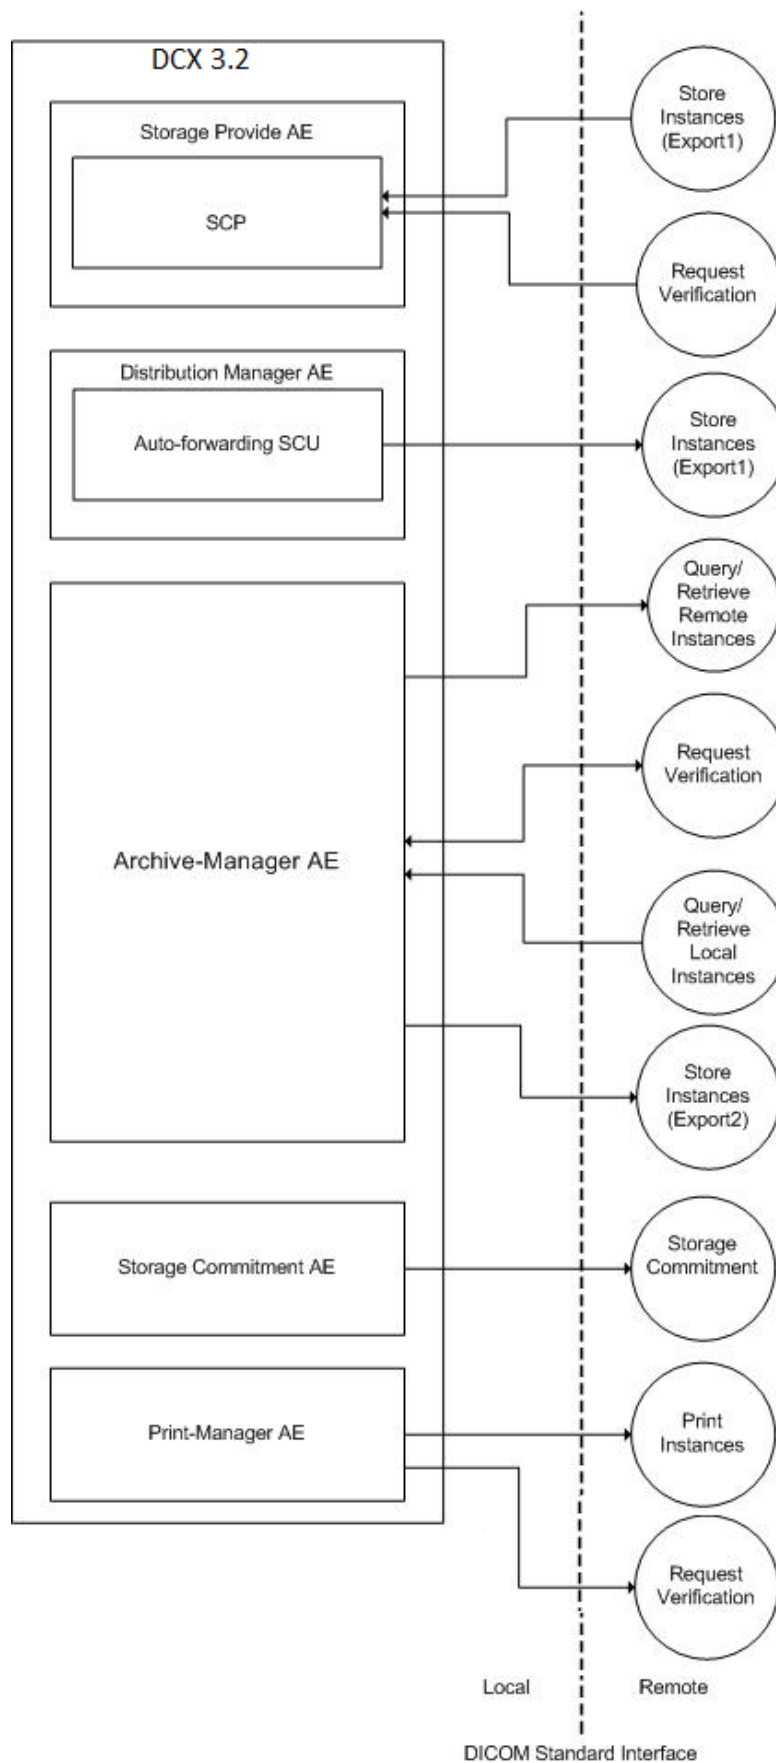 DCX 3.2
Storage Provide AE
SCP
Store
Instances
(Export1)
Request
Verification
Distribution Manager AE
Auto-forwarding SCU
Store
Instances
(Export1)
Query/
Retrieve
Remote
Instances
Archive-Manager AE
Request
Verification
Query/
Retrieve
Local
Instances
Store
Instances
(Export2)
Storage Commitment AE
Storage
Commitment
Print-Manager AE
Print
Instances
Request
Verification
Local
Remote
DICOM Standard Interface